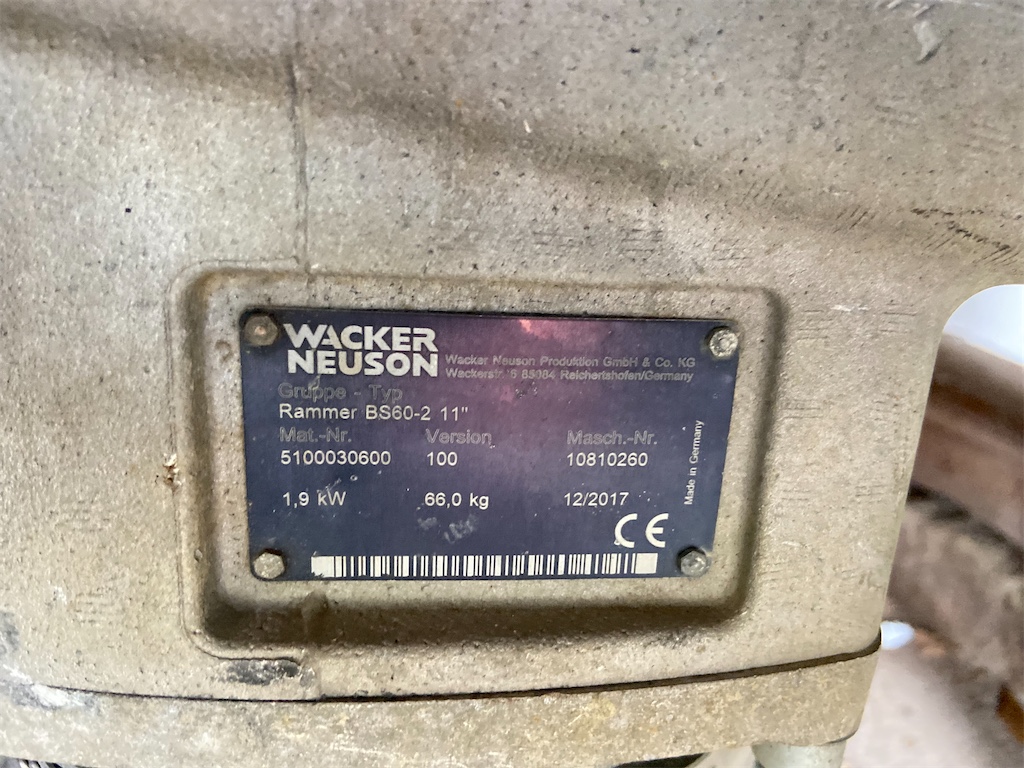 WACKER
NEUSON
Wacker Neuson Produktion GmbH & Co. KG
Wackerstr. 6 85084 Reichertshofen/Germany
Gruppe - Typ
Rammer BS60-2 11"
Mat.-Nr. Version Masch.-Nr.
5100030600 100 10810260
1,9 kW 66,0 kg 12/2017
Made in Germany
CE